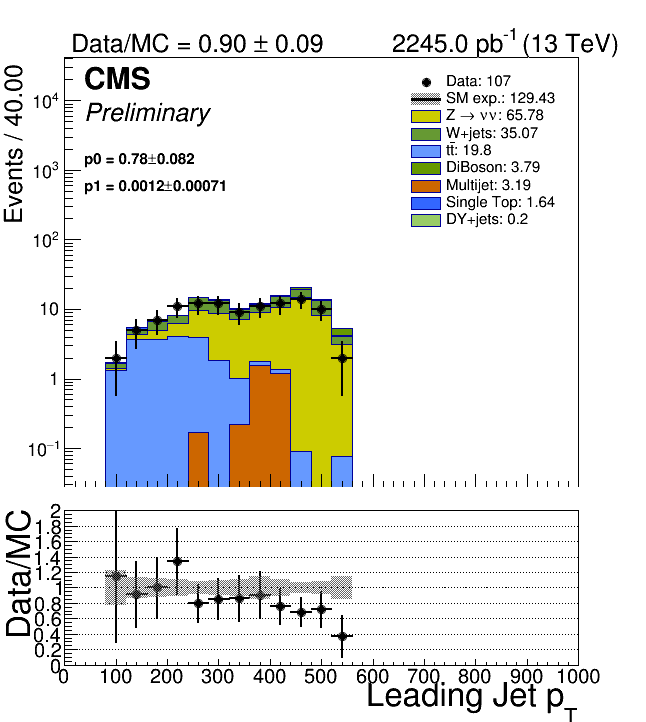 Data/MC = 0.90 ± 0.09 2245.0 pb⁻¹ (13 TeV)
CMS
Preliminary
p0 = 0.78±0.082
p1 = 0.0012±0.00071
Data: 107
SM exp.: 129.43
Z → νν: 65.78
W+jets: 35.07
tt̄: 19.8
DiBoson: 3.79
Multijet: 3.19
Single Top: 1.64
DY+jets: 0.2
Events / 40.00
10⁴
10³
10²
10
1
10⁻¹
Data/MC
2
1.8
1.6
1.4
1.2
1
0.8
0.6
0.4
0.2
0
0 100 200 300 400 500 600 700 800 900 1000
Leading Jet p_T